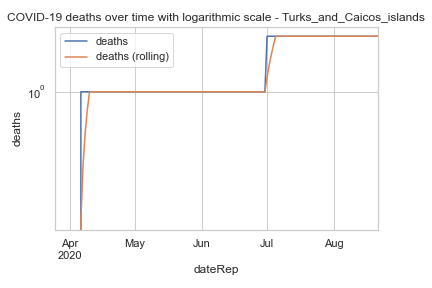 COVID-19 deaths over time with logarithmic scale - Turks_and_Caicos_islands
deaths
deaths (rolling)
10⁰
deaths
Apr May Jun Jul Aug
2020
dateRep